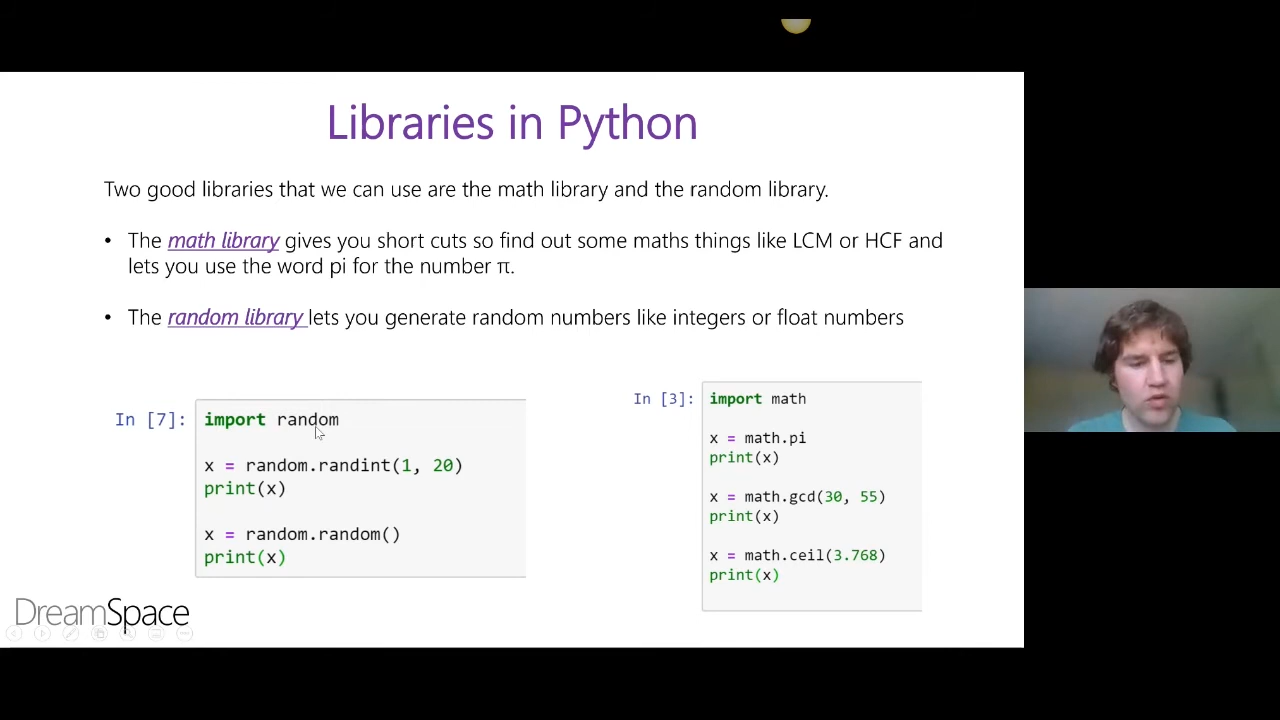 Libraries in Python
Two good libraries that we can use are the math library and the random library.
• The math library gives you short cuts so find out some maths things like LCM or HCF and
lets you use the word pi for the number π.
• The random library lets you generate random numbers like integers or float numbers
In [7]: import random
x = random.randint(1, 20)
print(x)
x = random.random()
print(x)
In [3]: import math
x = math.pi
print(x)
x = math.gcd(30, 55)
print(x)
x = math.ceil(3.768)
print(x)
DreamSpace